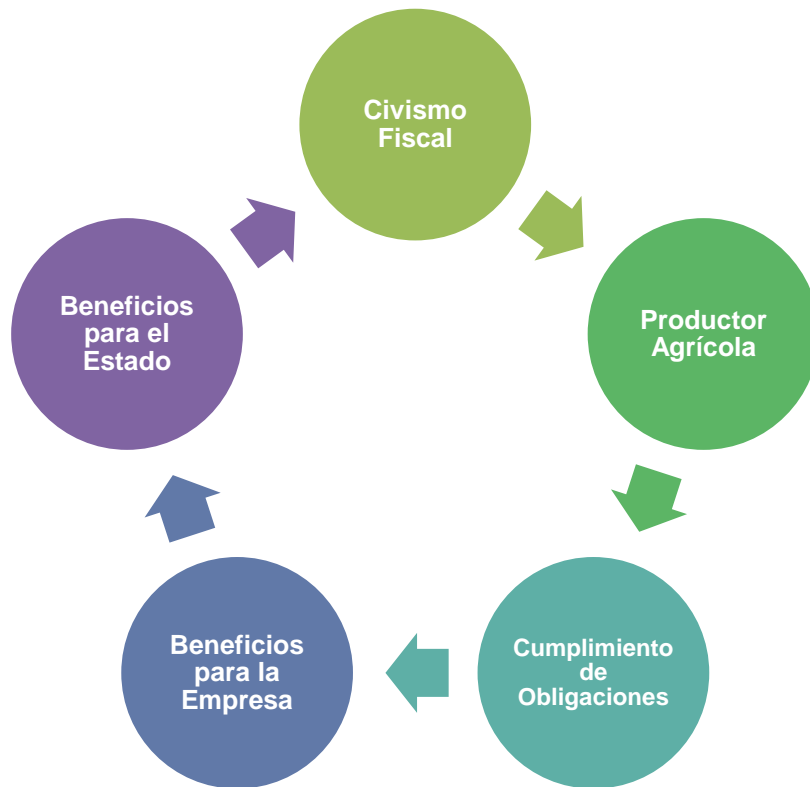 Civismo
Fiscal
Productor
Agrícola
Cumplimiento
de
Obligaciones
Beneficios
para la
Empresa
Beneficios
para el
Estado